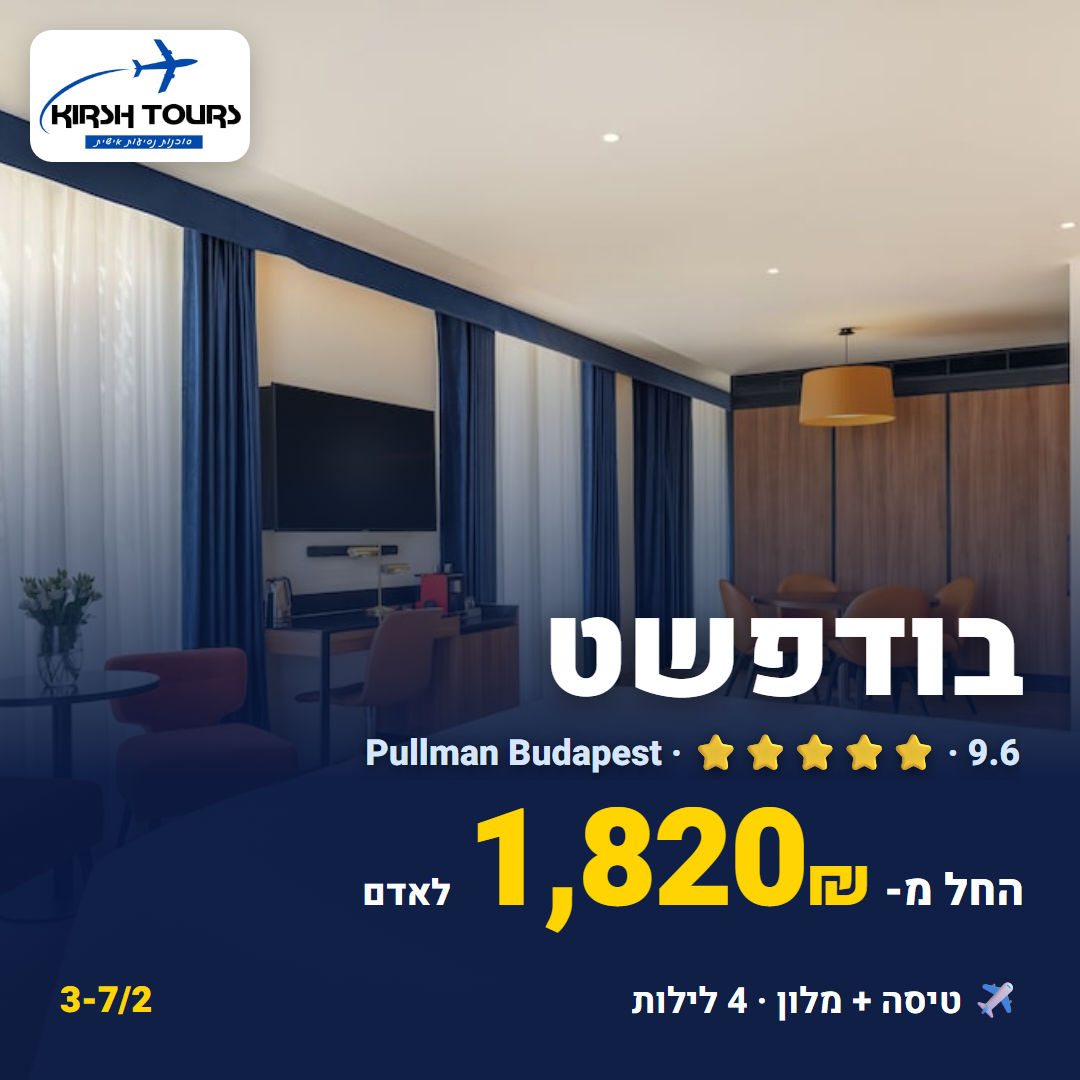 KIRSH TOURS
סוכנות נסיעות אישית
בודפשט
Pullman Budapest · ⭐⭐⭐⭐⭐ · 9.6
החל מ- ₪1,820 לאדם
✈️ טיסה + מלון · 4 לילות
3-7/2